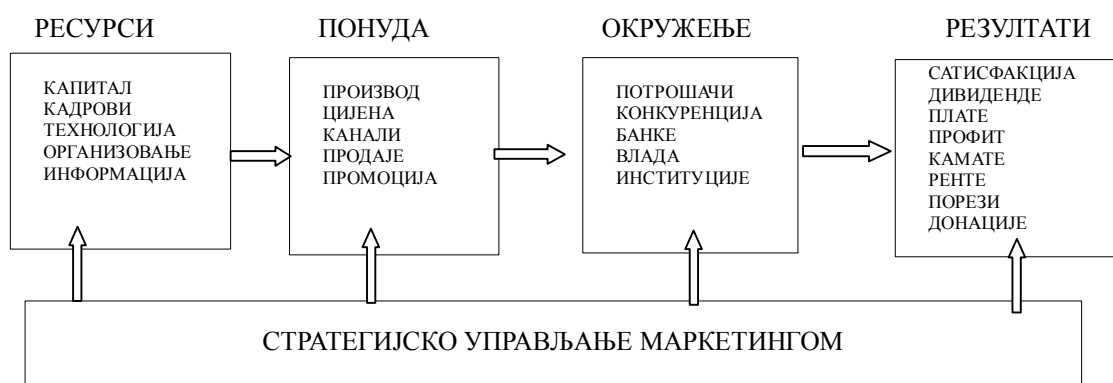 РЕСУРСИ
КАПИТАЛ
КАДРОВИ
ТЕХНОЛОГИЈА
ОРГАНИЗОВАЊЕ
ИНФОРМАЦИЈА
ПОНУДА
ПРОИЗВОД
ЦИЈЕНА
КАНАЛИ
ПРОДАЈЕ
ПРОМОЦИЈА
ОКРУЖЕЊЕ
ПОТРОШАЧИ
КОНКУРЕНЦИЈА
БАНКЕ
ВЛАДА
ИНСТИТУЦИЈЕ
РЕЗУЛТАТИ
САТИСФАКЦИЈА
ДИВИДЕНДЕ
ПЛАТЕ
ПРОФИТ
КАМАТЕ
РЕНТЕ
ПОРЕЗИ
ДОНАЦИЈЕ
СТРАТЕГИЈСКО УПРАВЉАЊЕ МАРКЕТИНГОМ